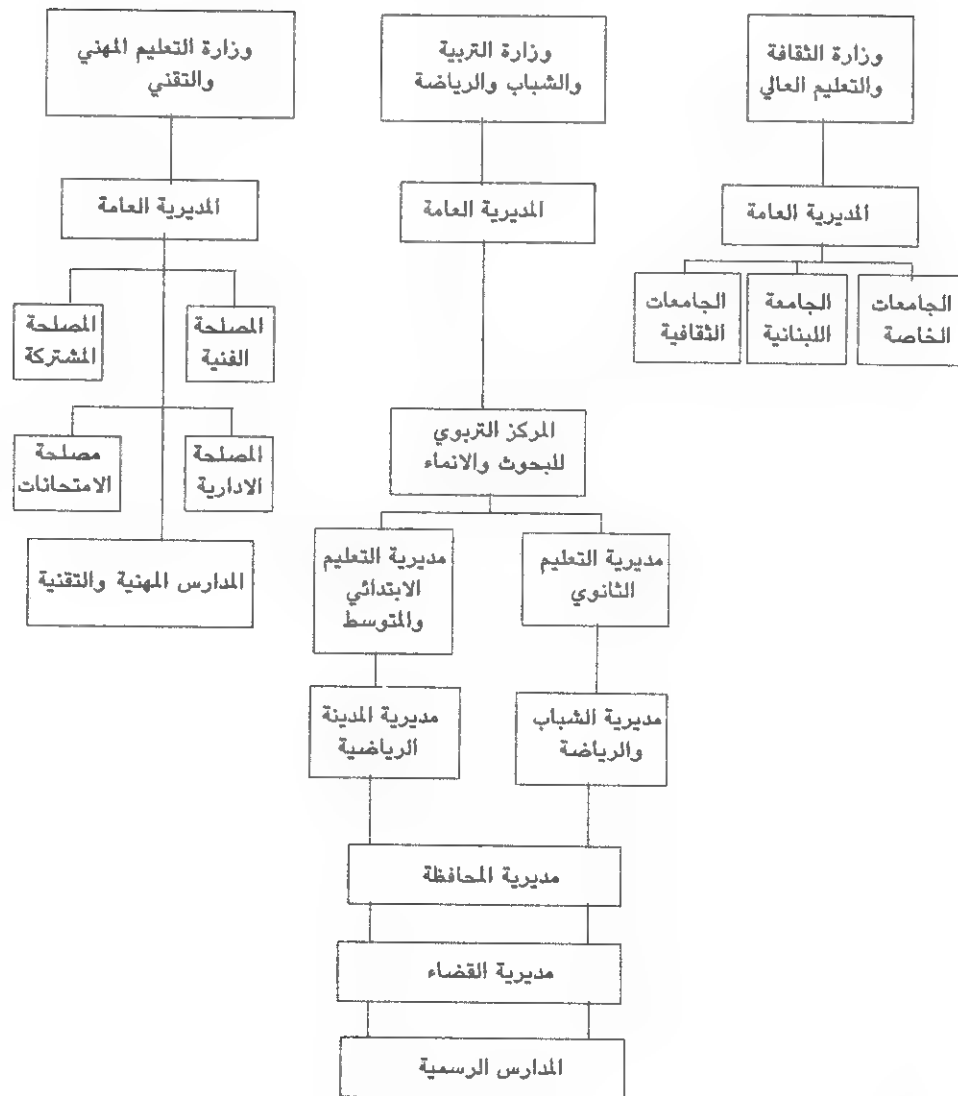 وزارة الثقافة
والتعليم العالي
المديرية العامة
الجامعات
الخاصة
الجامعة
اللبنانية
الجامعات
الثقافية
وزارة التربية
والشباب والرياضة
المديرية العامة
المركز التربوي
للبحوث والانماء
مديرية التعليم
الثانوي
مديرية التعليم
الابتدائي
والمتوسط
مديرية الشباب
والرياضة
مديرية المدينة
الرياضية
مديرية المحافظة
مديرية القضاء
المدارس الرسمية
وزارة التعليم المهني
والتقني
المديرية العامة
المصلحة
الفنية
المصلحة
المشتركة
المصلحة
الادارية
مصلحة
الامتحانات
المدارس المهنية والتقنية